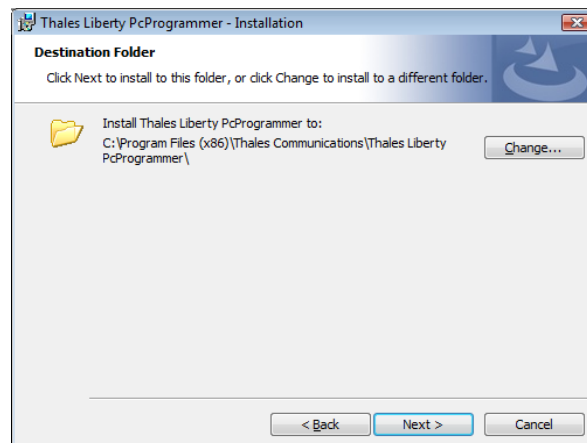 Thales Liberty PcProgrammer - Installation
Destination Folder
Click Next to install to this folder, or click Change to install to a different folder.
Install Thales Liberty PcProgrammer to:
C:\Program Files (x86)\Thales Communications\Thales Liberty
PcProgrammer\
Change...
< Back
Next >
Cancel